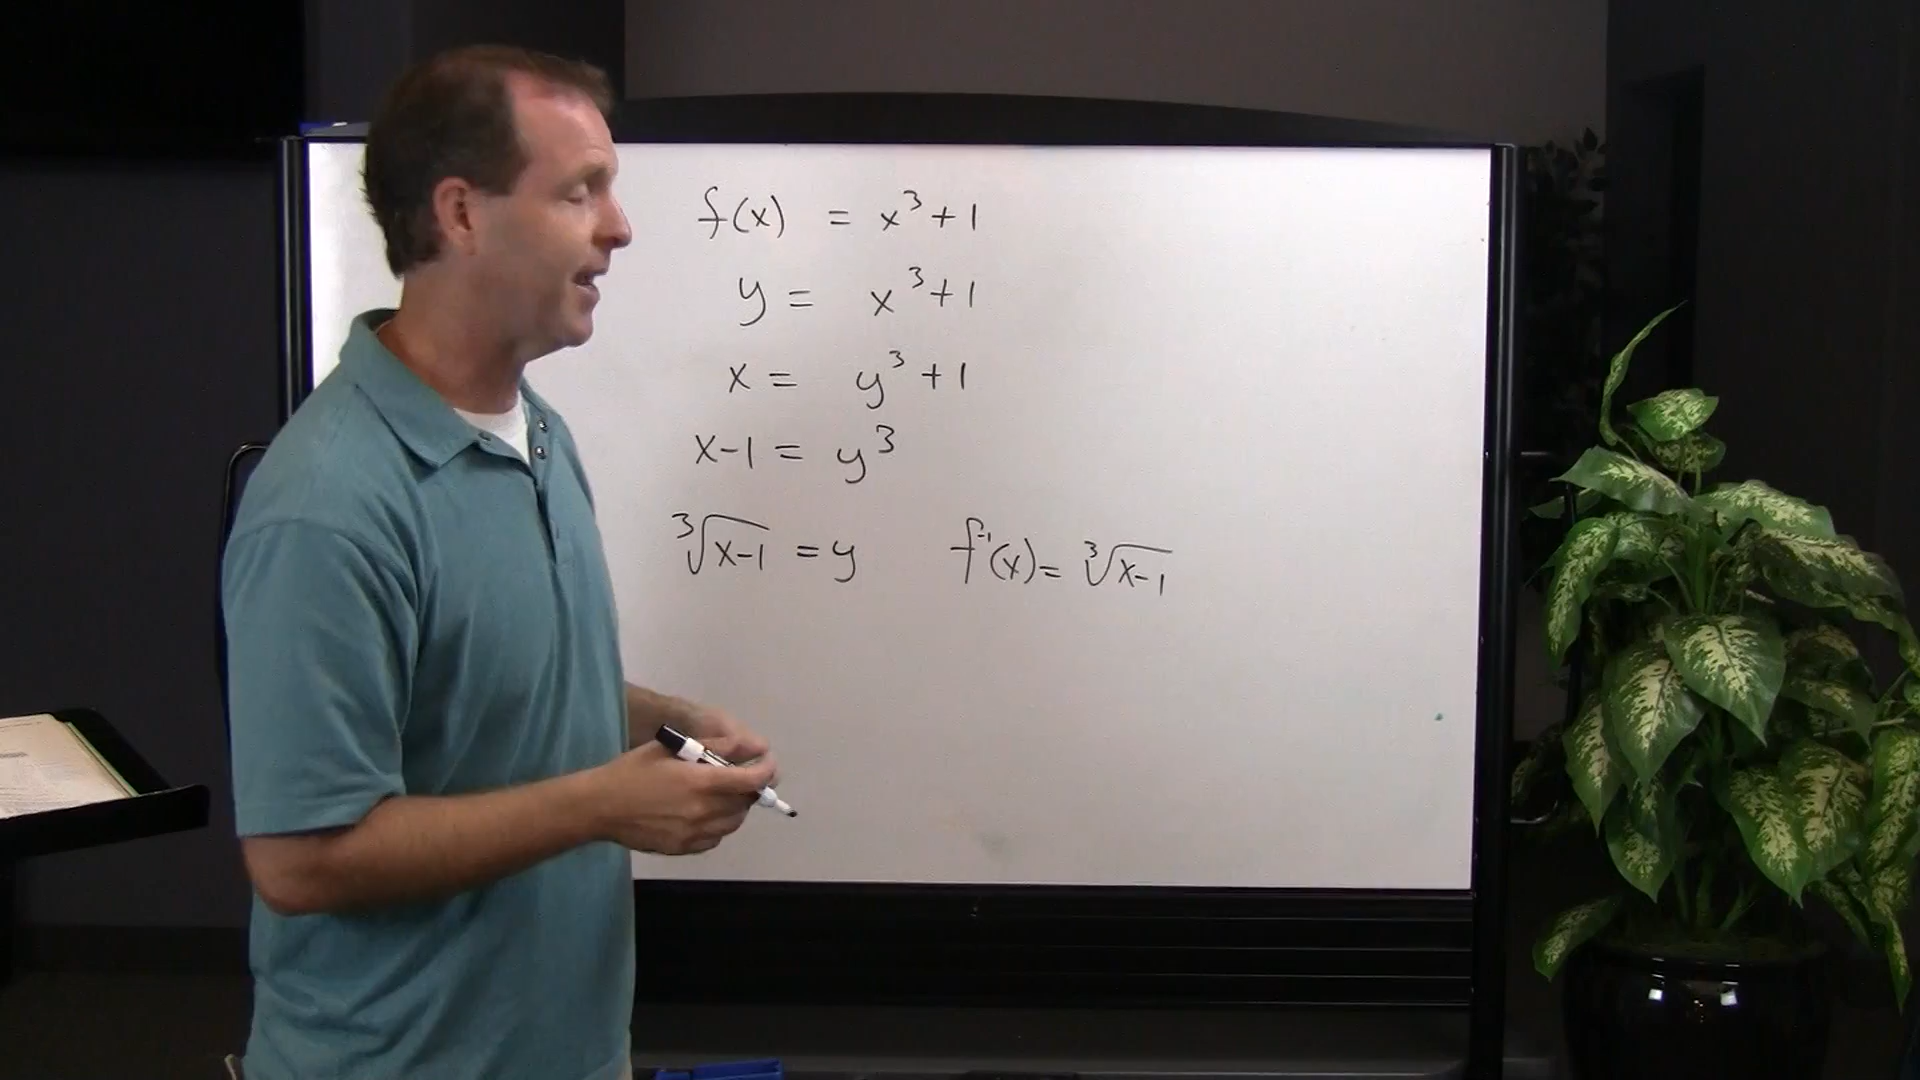 f(x) = x³+1
y = x³+1
x = y³+1
x-1 = y³
∛(x-1) = y f⁻¹(x) = ∛(x-1)